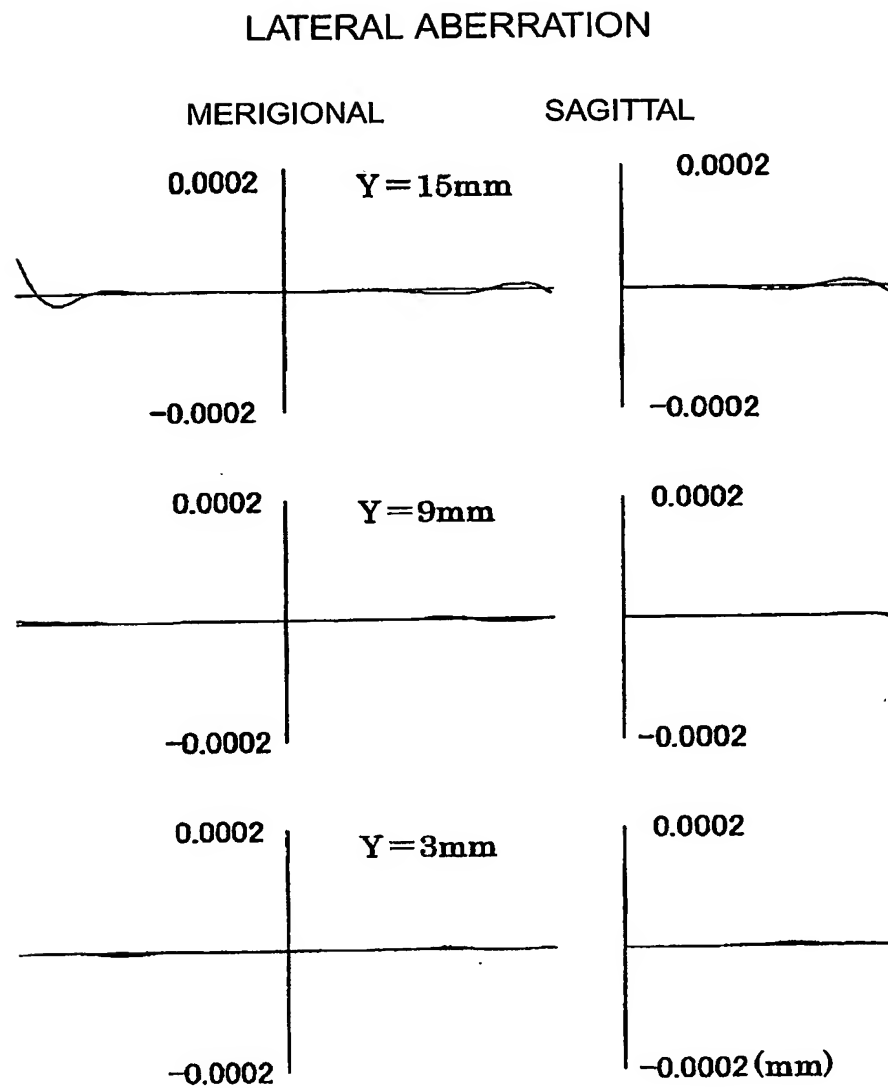 LATERAL ABERRATION
MERIGIONAL SAGITTAL
0.0002 Y=15mm 0.0002
-0.0002 -0.0002
0.0002 Y=9mm 0.0002
-0.0002 -0.0002
0.0002 Y=3mm 0.0002
-0.0002 -0.0002 (mm)